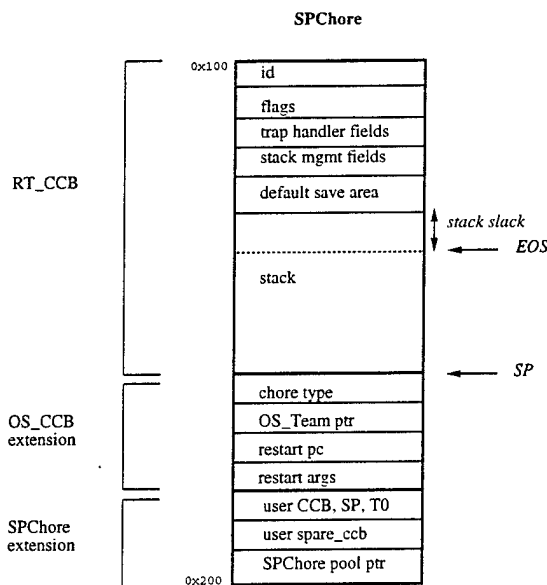 SPChore
0x100
id
flags
trap handler fields
stack mgmt fields
RT_CCB
default save area
stack slack
EOS
stack
SP
chore type
OS_CCB
extension
OS_Team ptr
restart pc
restart args
SPChore
extension
user CCB, SP, T0
user spare_ccb
SPChore pool ptr
0x200